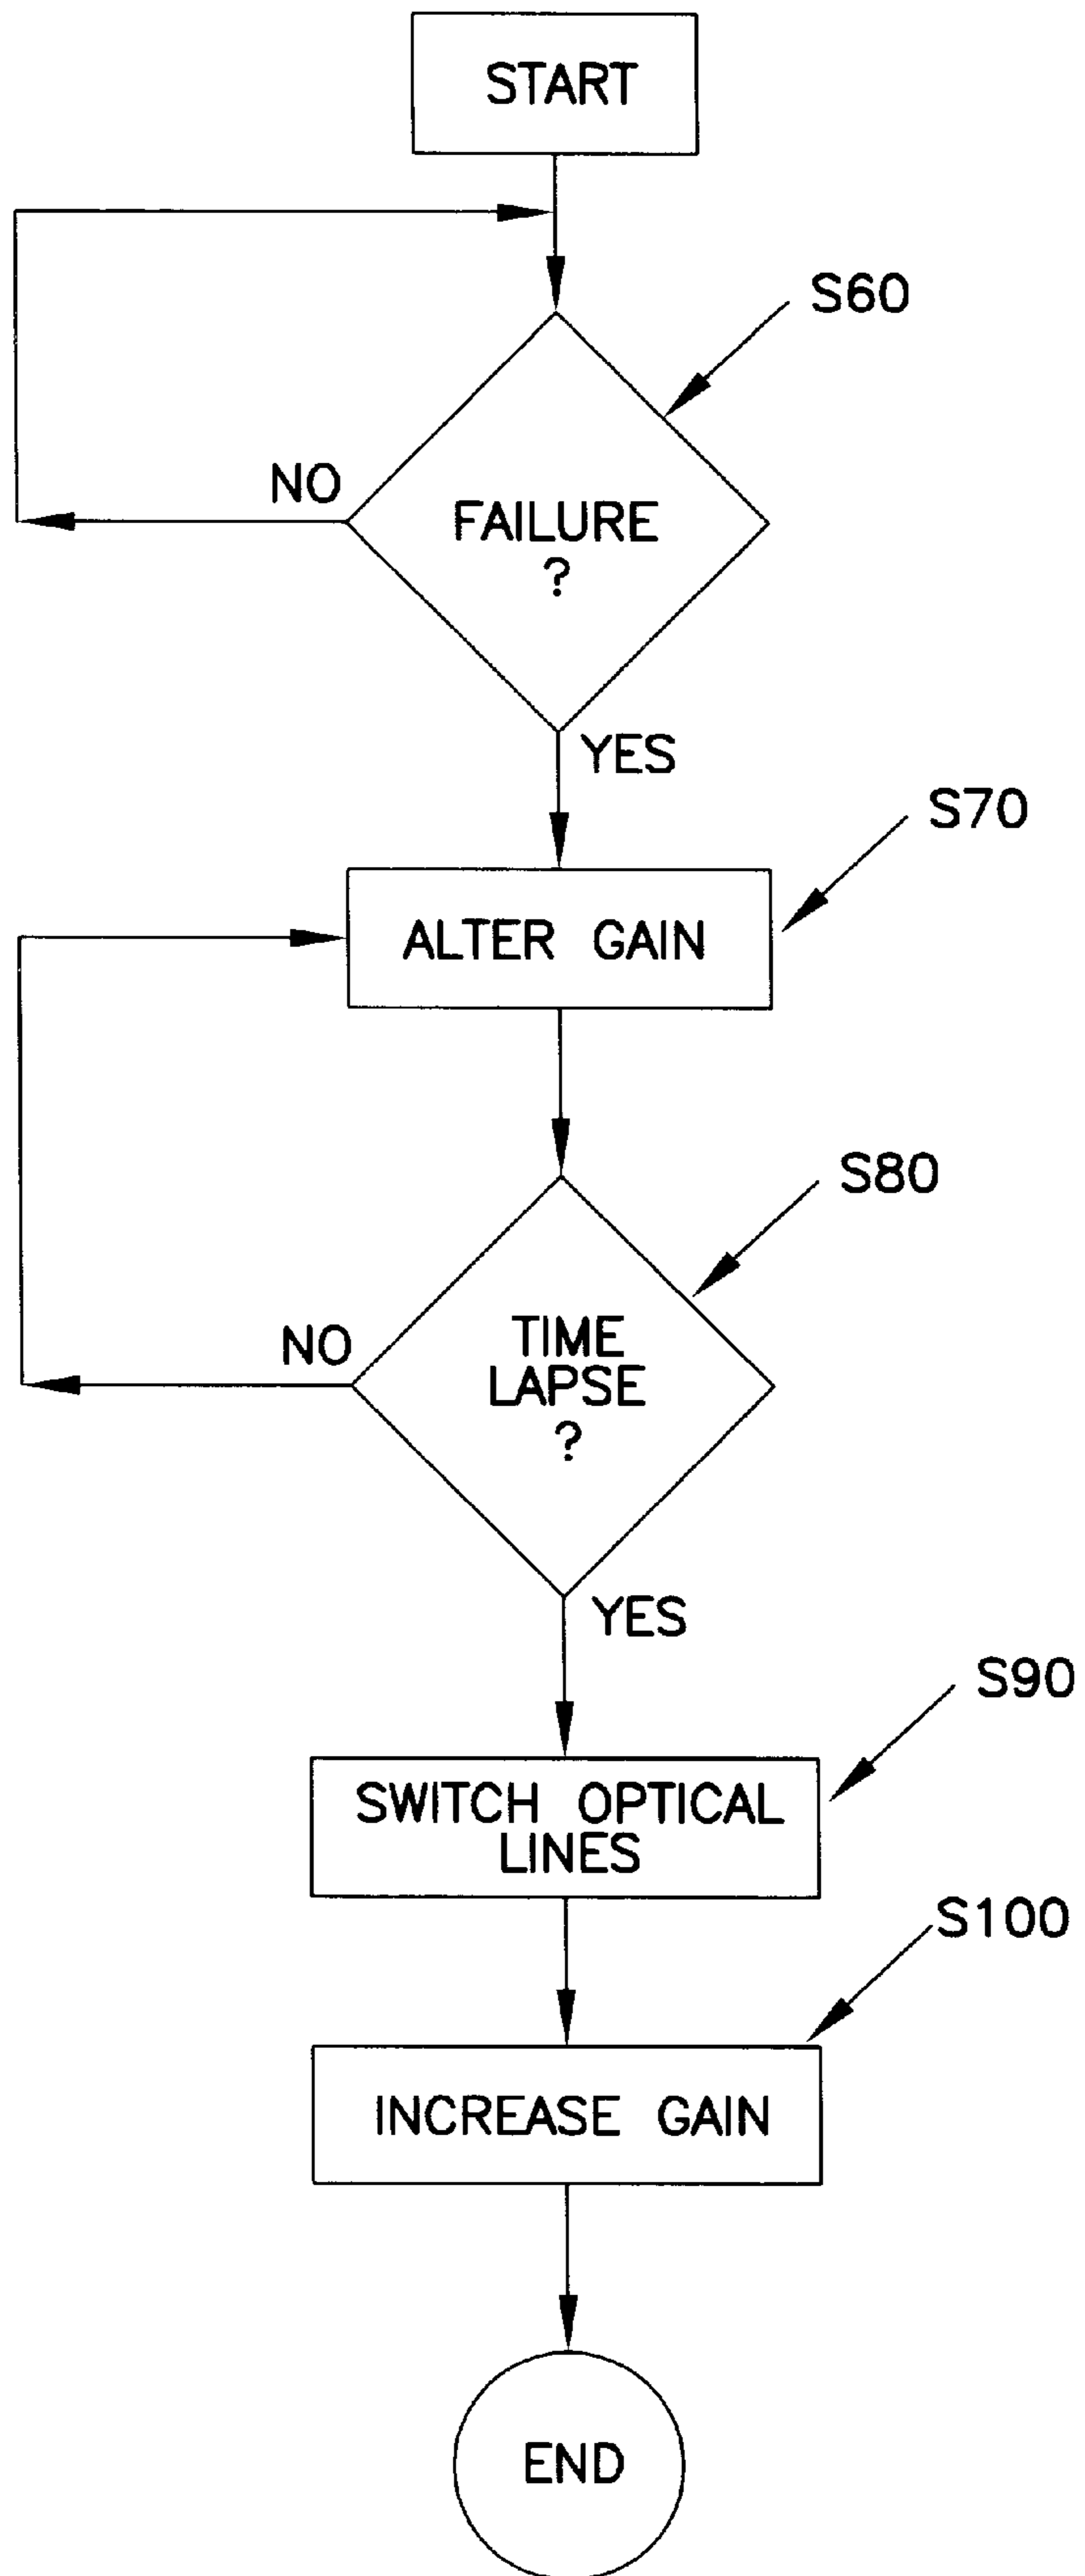 START
S60
NO
FAILURE
?
YES
S70
ALTER GAIN
S80
NO
TIME
LAPSE
?
YES
S90
SWITCH OPTICAL
LINES
S100
INCREASE GAIN
END